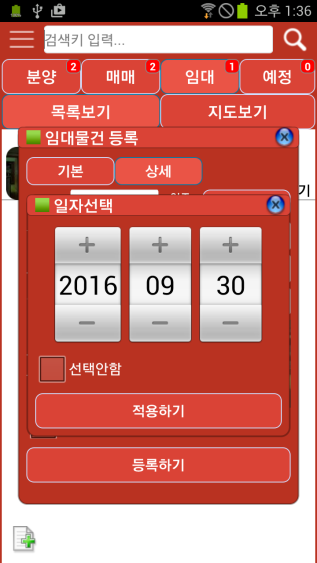 오후 1:36
검색키 입력...
분양 2 매매 2 임대 1 예정 0
목록보기 지도보기
임대물건 등록
기본 상세
기
일자선택
+ + +
2016 09 30
− − −
선택안함
적용하기
등록하기